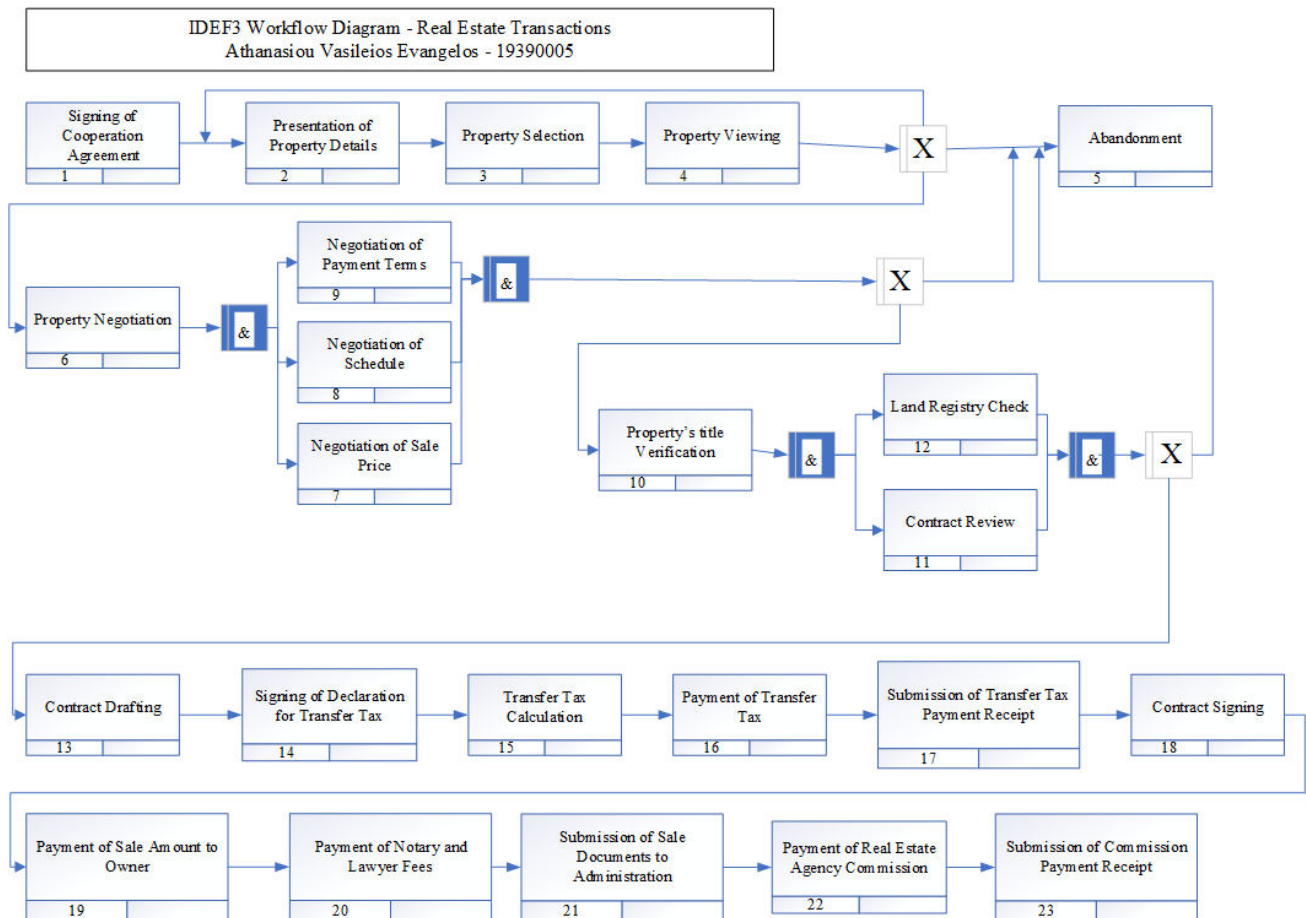 IDEF3 Workflow Diagram - Real Estate Transactions
Athanasiou Vasileios Evangelos - 19390005
Signing of
Cooperation
Agreement
1
Presentation of
Property Details
2
Property Selection
3
Property Viewing
4
X
Abandonment
5
Property Negotiation
6
&
Negotiation of
Payment Terms
9
Negotiation of
Schedule
8
Negotiation of Sale
Price
7
&
X
Property's title
Verification
10
&
Land Registry Check
12
Contract Review
11
&
X
Contract Drafting
13
Signing of Declaration
for Transfer Tax
14
Transfer Tax
Calculation
15
Payment of Transfer
Tax
16
Submission of Transfer Tax
Payment Receipt
17
Contract Signing
18
Payment of Sale Amount to
Owner
19
Payment of Notary and
Lawyer Fees
20
Submission of Sale
Documents to
Administration
21
Payment of Real Estate
Agency Commission
22
Submission of Commission
Payment Receipt
23